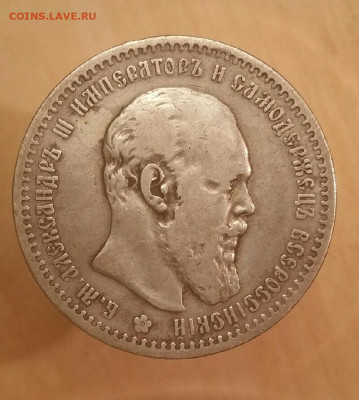 COINS.LAVE.RU
Б. М. АЛЕКСАНДРЪ III ИМПЕРАТОРЪ И САМОДЕРЖЕЦЪ ВСЕРОССІЙСКІЙ